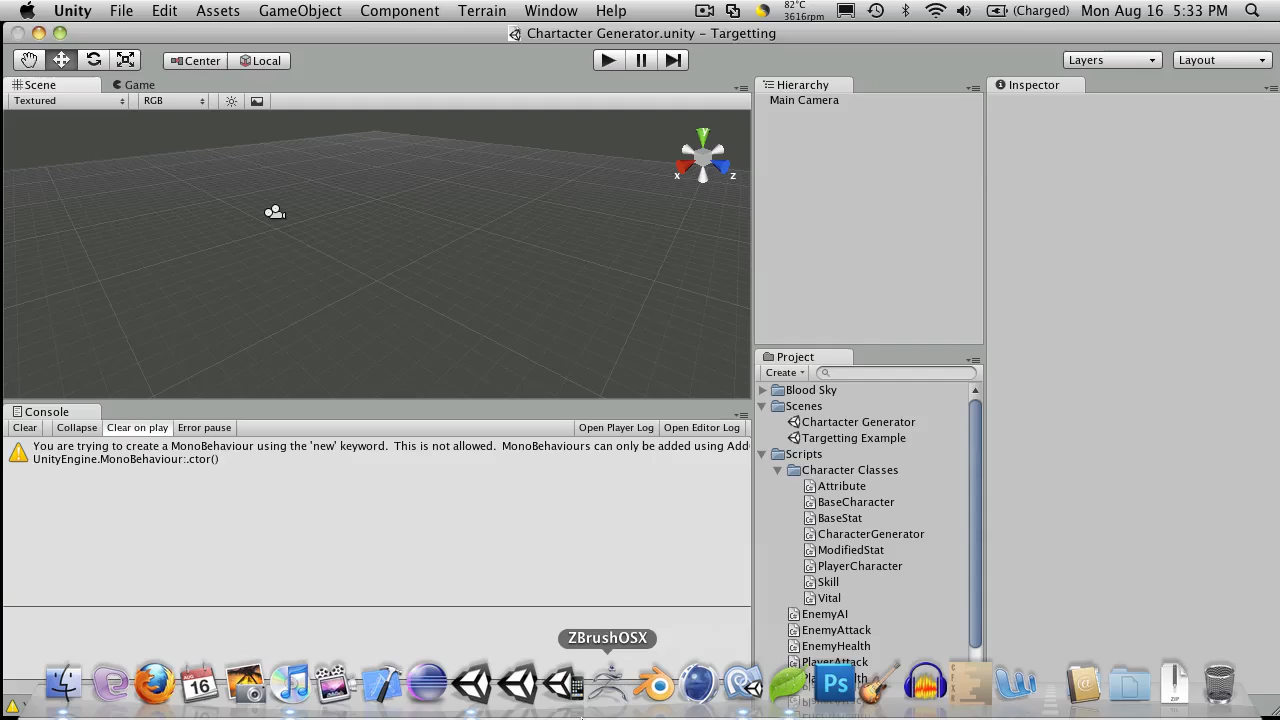 Unity File Edit Assets GameObject Component Terrain Window Help 82°C 3616rpm (Charged) Mon Aug 16 5:33 PM
Chartacter Generator.unity – Targetting
Center Local Layers Layout
Scene Game Hierarchy Inspector
Textured RGB Main Camera
y
x z
Project
Create
Blood Sky
Scenes
Chartacter Generator
Targetting Example
Scripts
Character Classes
Attribute
BaseCharacter
BaseStat
CharacterGenerator
ModifiedStat
PlayerCharacter
Skill
Vital
EnemyAI
EnemyAttack
EnemyHealth
PlayerAttack
Console
Clear Collapse Clear on play Error pause Open Player Log Open Editor Log
You are trying to create a MonoBehaviour using the 'new' keyword. This is not allowed. MonoBehaviours can only be added using Add
UnityEngine.MonoBehaviour:.ctor()
ZBrushOSX
AUG
16
Ps
ZIP